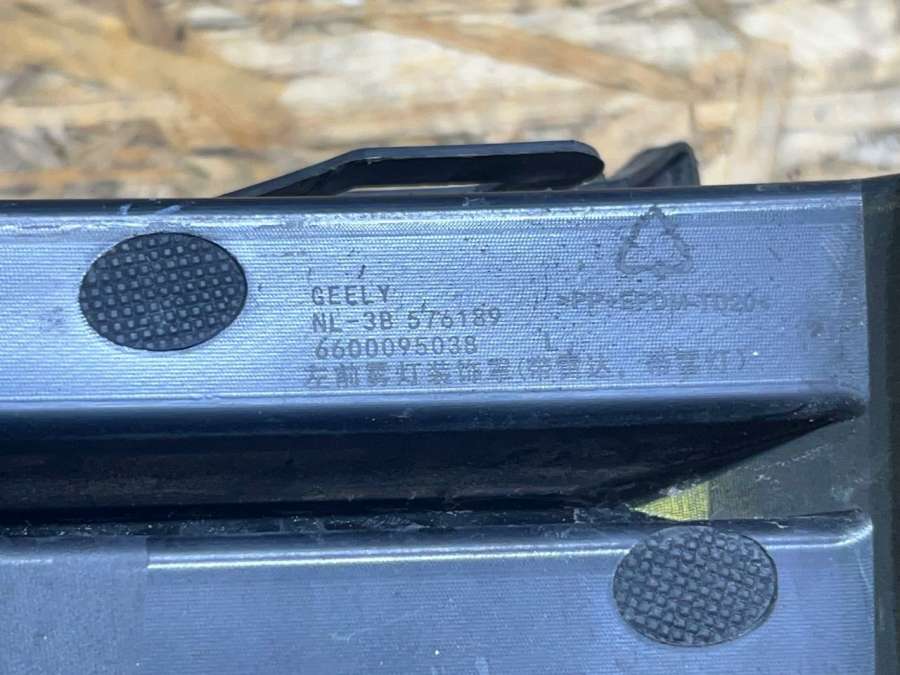 GEELY
NL-3B 576189
6600095038
左前雾灯装饰罩(带雷达, 带雾灯)
>PP+EPDM-TD20<